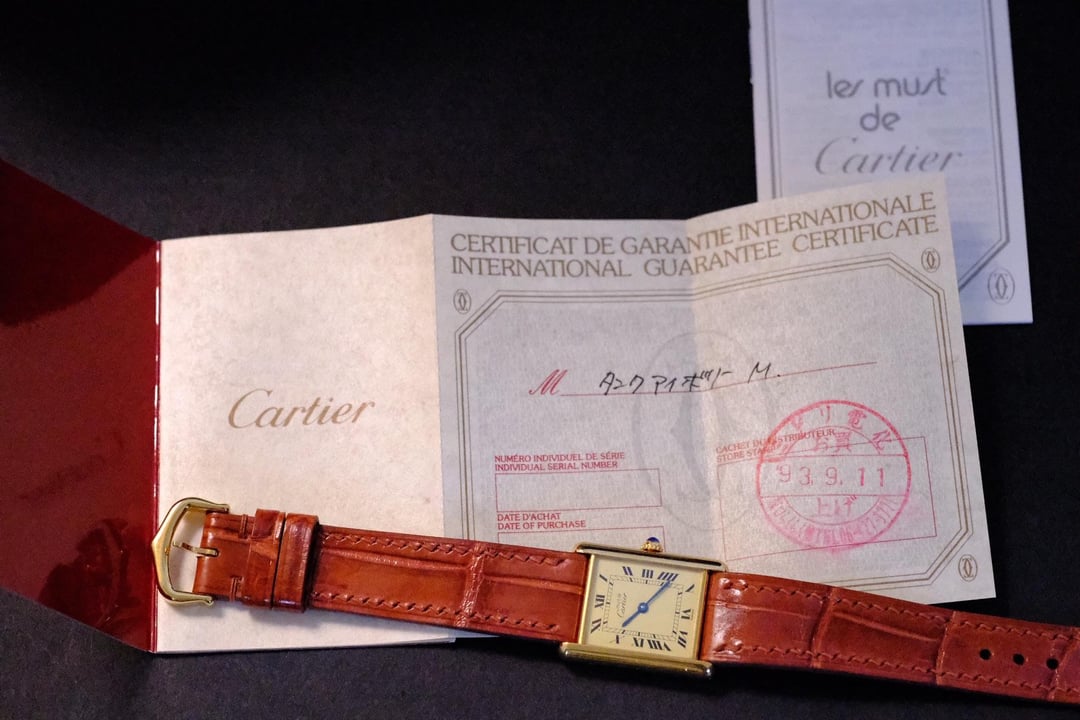 les must
de
Cartier
CERTIFICAT DE GARANTIE INTERNATIONALE
INTERNATIONAL GUARANTEE CERTIFICATE
Cartier
M タンク アイボリー M.
NUMÉRO INDIVIDUEL DE SÉRIE
INDIVIDUAL SERIAL NUMBER
CACHET DU DISTRIBUTEUR
STORE STAMP
'93.9.11
DATE D'ACHAT
DATE OF PURCHASE
Cartier